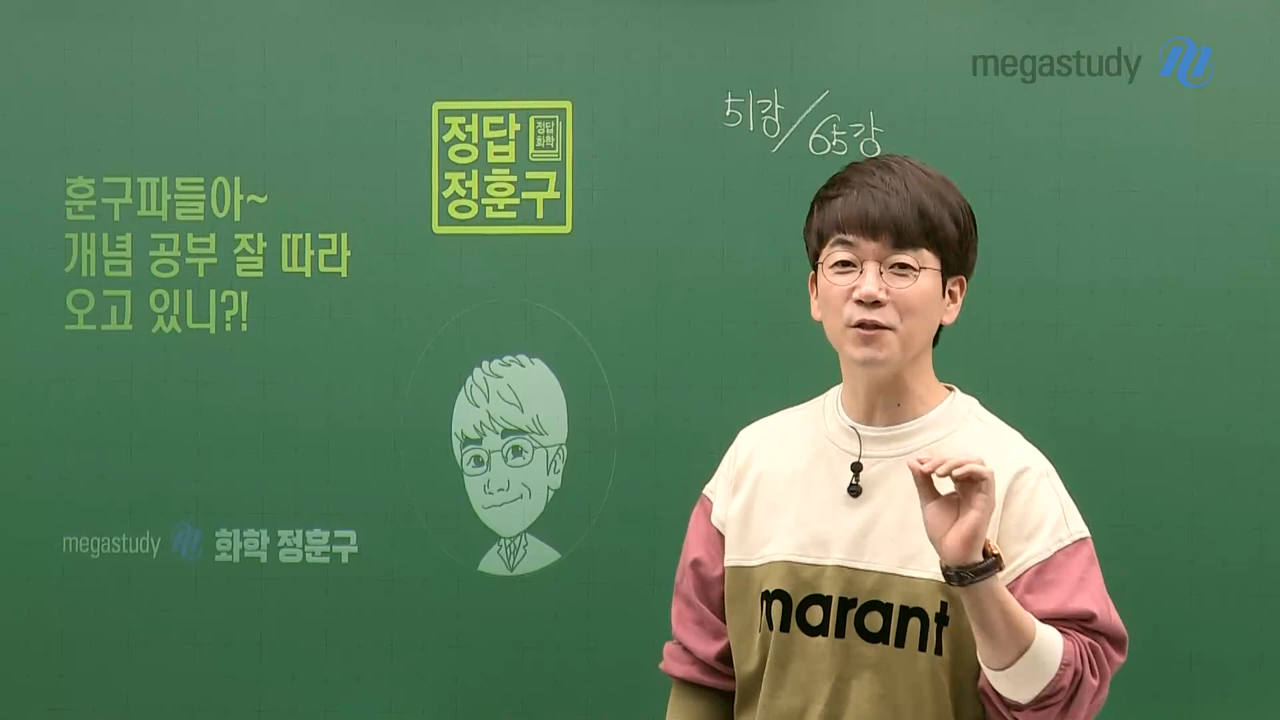 megastudy
51강/65강
정답
정답
화학
정훈구
훈구파들아~
개념 공부 잘 따라
오고 있니?!
megastudy 화학 정훈구
marant